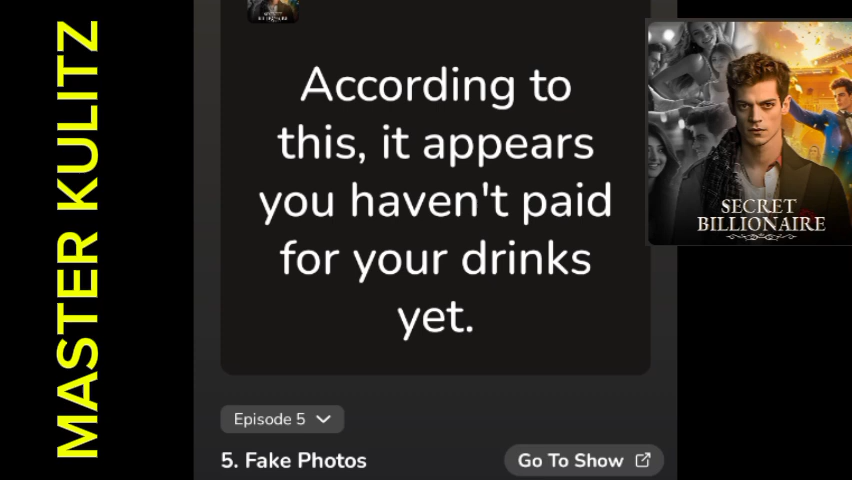 MASTER KULITZ
According to
this, it appears
you haven't paid
for your drinks
yet.
Episode 5
5. Fake Photos
Go To Show
SECRET
BILLIONAIRE